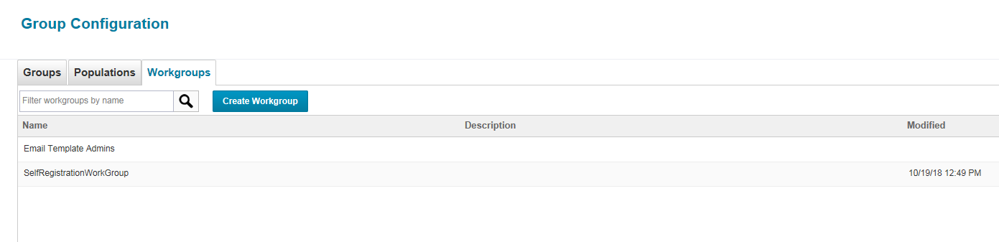 Group Configuration
Groups Populations Workgroups
Filter workgroups by name Create Workgroup
Name Description Modified
Email Template Admins
SelfRegistrationWorkGroup 10/19/18 12:49 PM